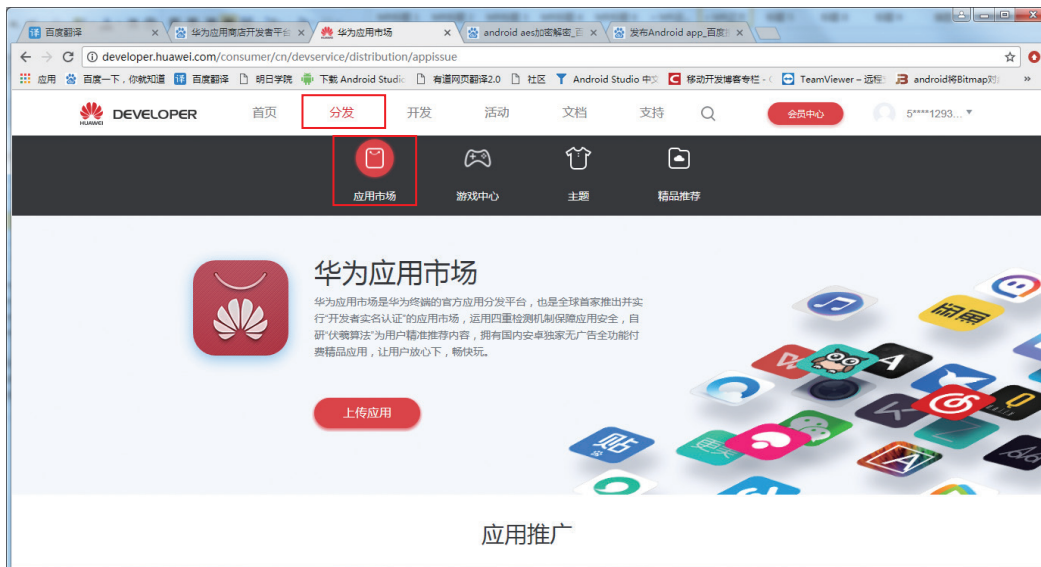 百度翻译
华为应用商店开发者平台
华为应用市场
android aes加密解密_百
发布Android app_百度
developer.huawei.com/consumer/cn/devservice/distribution/appissue
应用 百度一下，你就知道 百度翻译 明日学院 下载 Android Studio 有道网页翻译2.0 社区 Android Studio 中文 移动开发博客专栏 - TeamViewer – 远程 android将Bitmap对 »
HUAWEI DEVELOPER 首页 分发 开发 活动 文档 支持 会员中心 5****1293...
应用市场 游戏中心 主题 精品推荐
华为应用市场
华为应用市场是华为终端的官方应用分发平台，也是全球首家推出并实
行“开发者实名认证”的应用市场，运用四重检测机制保障应用安全，自
研“伏羲算法”为用户精准推荐内容，拥有国内安卓独家无广告全功能付
费精品应用，让用户放心下，畅快玩。
上传应用
闲鱼
贴
应用推广